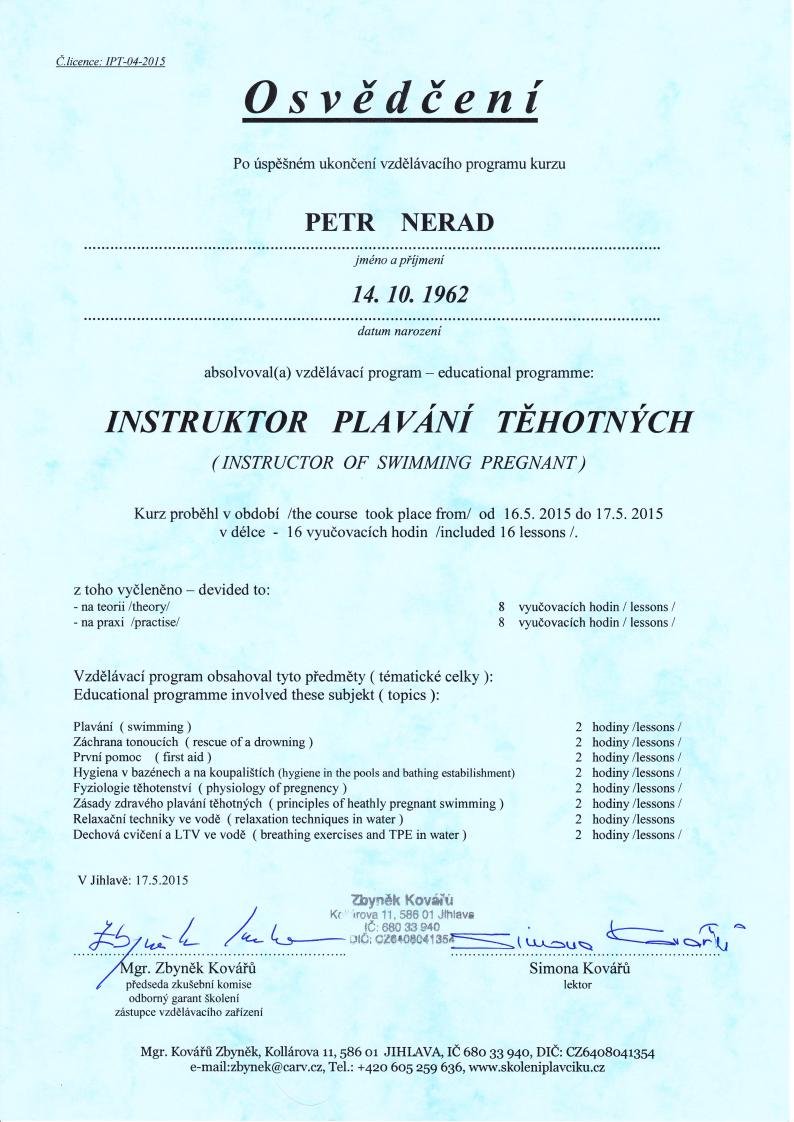 Č.licence: IPT-04-2015
Osvědčení
Po úspěšném ukončení vzdělávacího programu kurzu
PETR NERAD
jméno a příjmení
14. 10. 1962
datum narození
absolvoval(a) vzdělávací program – educational programme:
INSTRUKTOR PLAVÁNÍ TĚHOTNÝCH
( INSTRUCTOR OF SWIMMING PREGNANT )
Kurz proběhl v období /the course took place from/ od 16.5. 2015 do 17.5. 2015
v délce - 16 vyučovacích hodin /included 16 lessons /.
z toho vyčleněno – devided to:
- na teorii /theory/ 8 vyučovacích hodin / lessons /
- na praxi /practise/ 8 vyučovacích hodin / lessons /
Vzdělávací program obsahoval tyto předměty ( tématické celky ):
Educational programme involved these subjekt ( topics ):
Plavání ( swimming ) 2 hodiny /lessons /
Záchrana tonoucích ( rescue of a drowning ) 2 hodiny /lessons /
První pomoc ( first aid ) 2 hodiny /lessons /
Hygiena v bazénech a na koupalištích (hygiene in the pools and bathing estabilishment) 2 hodiny /lessons /
Fyziologie těhotenství ( physiology of pregnency ) 2 hodiny /lessons /
Zásady zdravého plavání těhotných ( principles of heathly pregnant swimming ) 2 hodiny /lessons /
Relaxační techniky ve vodě ( relaxation techniques in water ) 2 hodiny /lessons
Dechová cvičení a LTV ve vodě ( breathing exercises and TPE in water ) 2 hodiny /lessons /
V Jihlavě: 17.5.2015
Zbyněk Kovářů
Kollárova 11, 586 01 Jihlava
IČ: 680 33 940
DIČ: CZ6408041354
Zbyněk Simona Kovářů
Mgr. Zbyněk Kovářů Simona Kovářů
předseda zkušební komise lektor
odborný garant školení
zástupce vzdělávacího zařízení
Mgr. Kovářů Zbyněk, Kollárova 11, 586 01 JIHLAVA, IČ 680 33 940, DIČ: CZ6408041354
e-mail:zbynek@carv.cz, Tel.: +420 605 259 636, www.skoleniplavciku.cz